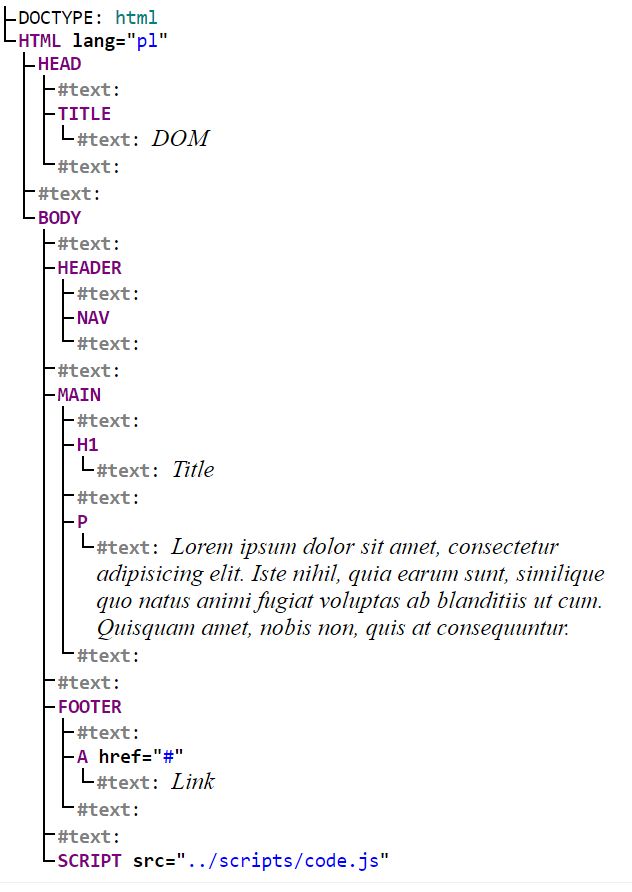 DOCTYPE: html
HTML lang="pl"
HEAD
#text:
TITLE
#text: DOM
#text:
#text:
BODY
#text:
HEADER
#text:
NAV
#text:
#text:
MAIN
#text:
H1
#text: Title
#text:
P
#text: Lorem ipsum dolor sit amet, consectetur
adipisicing elit. Iste nihil, quia earum sunt, similique
quo natus animi fugiat voluptas ab blanditiis ut cum.
Quisquam amet, nobis non, quis at consequuntur.
#text:
#text:
FOOTER
#text:
A href="#"
#text: Link
#text:
#text:
SCRIPT src="../scripts/code.js"